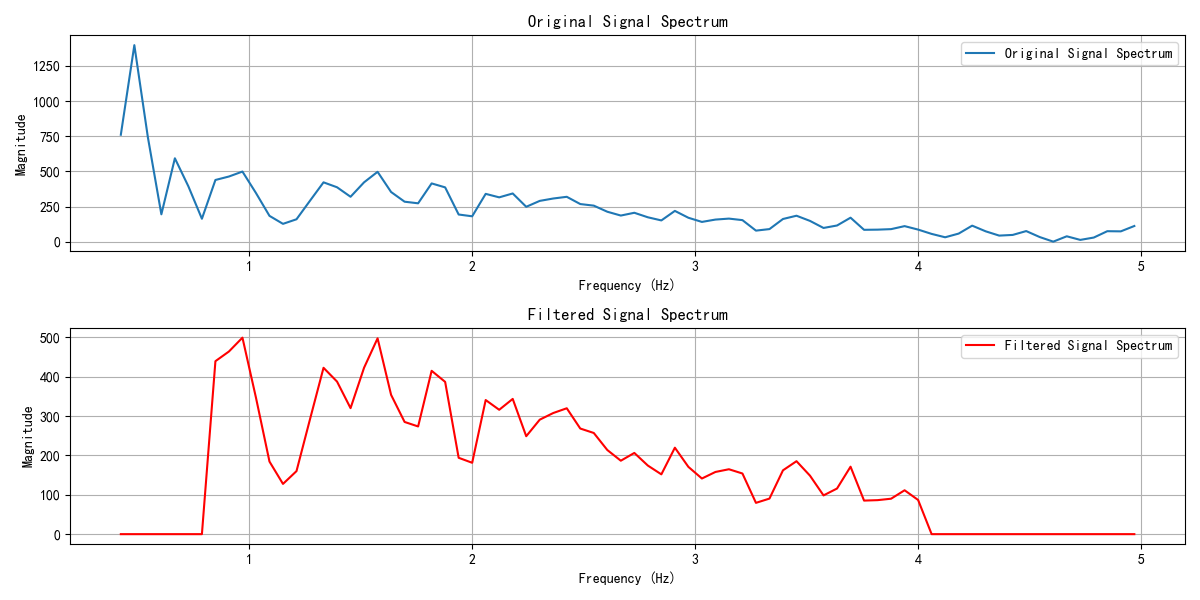 Original Signal Spectrum
Original Signal Spectrum
Magnitude
1250
1000
750
500
250
0
1 2 3 4 5
Frequency (Hz)
Filtered Signal Spectrum
Filtered Signal Spectrum
Magnitude
500
400
300
200
100
0
1 2 3 4 5
Frequency (Hz)